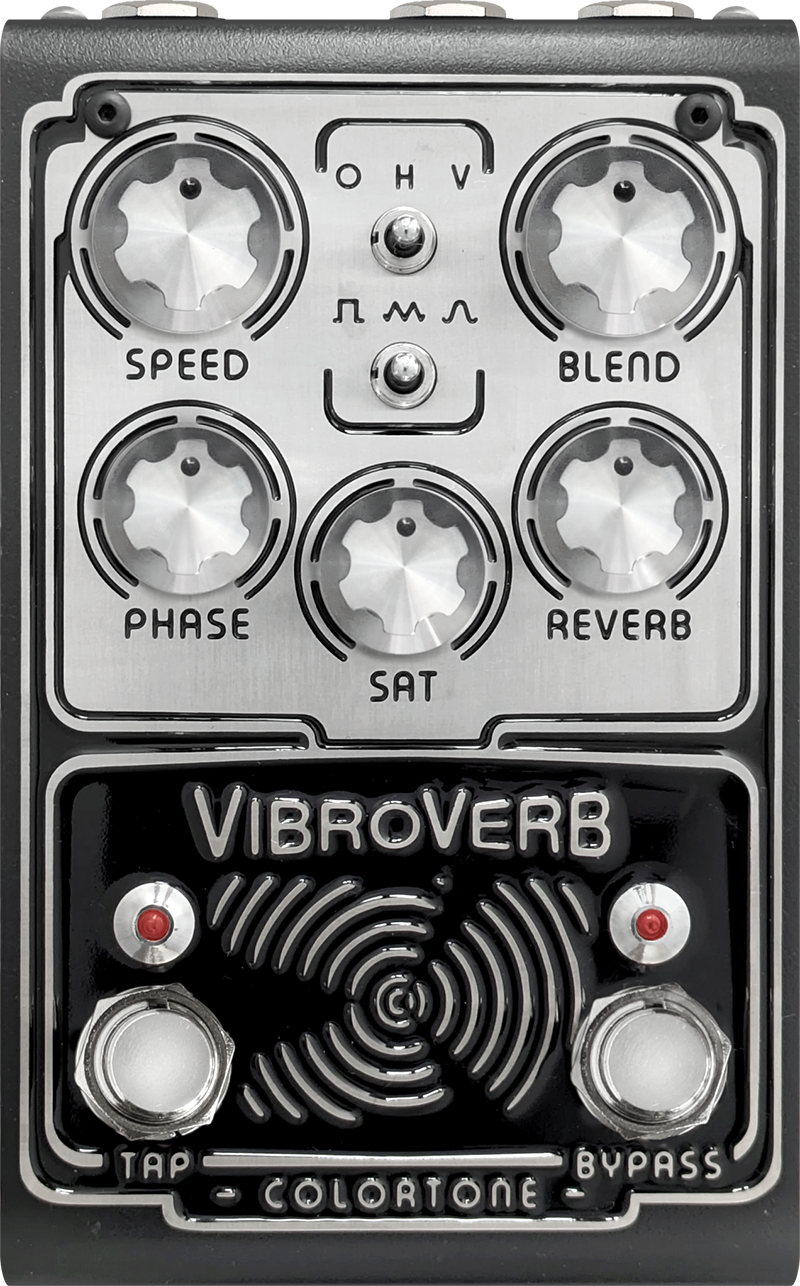 O H V
SPEED
BLEND
PHASE
REVERB
SAT
VIBROVERB
TAP
BYPASS
- COLORTONE -